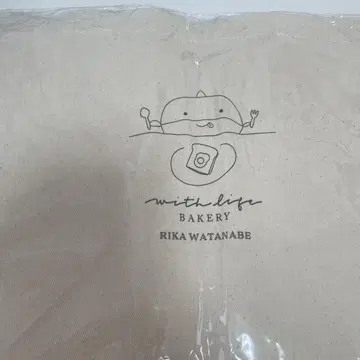 with life
BAKERY
RIKA WATANABE